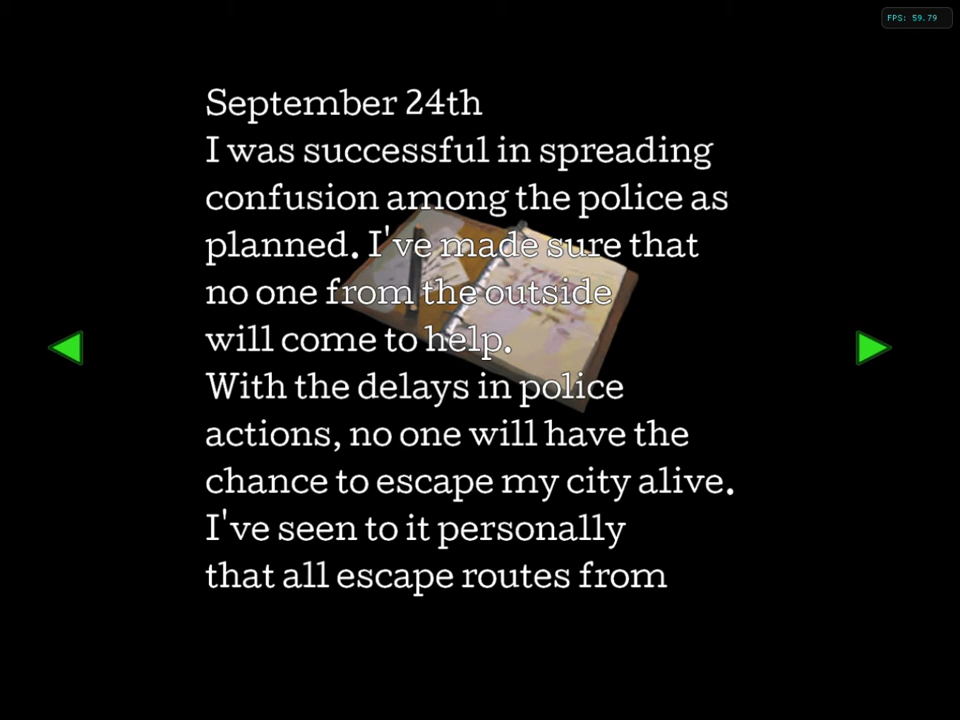 FPS: 59.79
September 24th
I was successful in spreading
confusion among the police as
planned. I've made sure that
no one from the outside
will come to help.
With the delays in police
actions, no one will have the
chance to escape my city alive.
I've seen to it personally
that all escape routes from